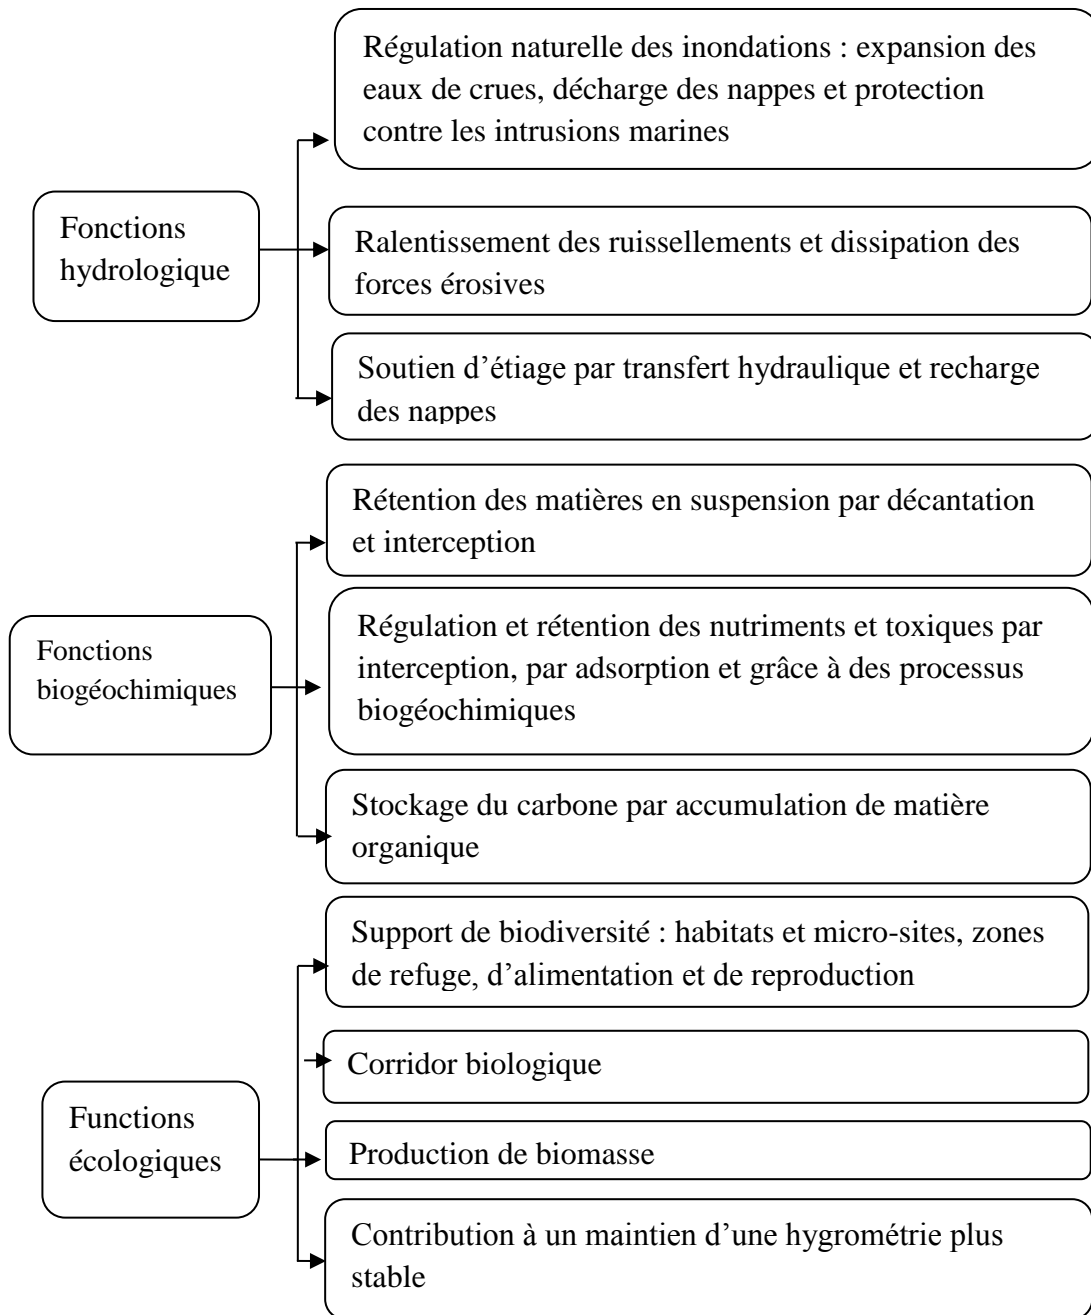 Régulation naturelle des inondations : expansion des
eaux de crues, décharge des nappes et protection
contre les intrusions marines
Fonctions
hydrologique
Ralentissement des ruissellements et dissipation des
forces érosives
Soutien d’étiage par transfert hydraulique et recharge
des nappes
Rétention des matières en suspension par décantation
et interception
Fonctions
biogéochimiques
Régulation et rétention des nutriments et toxiques par
interception, par adsorption et grâce à des processus
biogéochimiques
Stockage du carbone par accumulation de matière
organique
Support de biodiversité : habitats et micro-sites, zones
de refuge, d’alimentation et de reproduction
Corridor biologique
Functions
écologiques
Production de biomasse
Contribution à un maintien d’une hygrométrie plus
stable